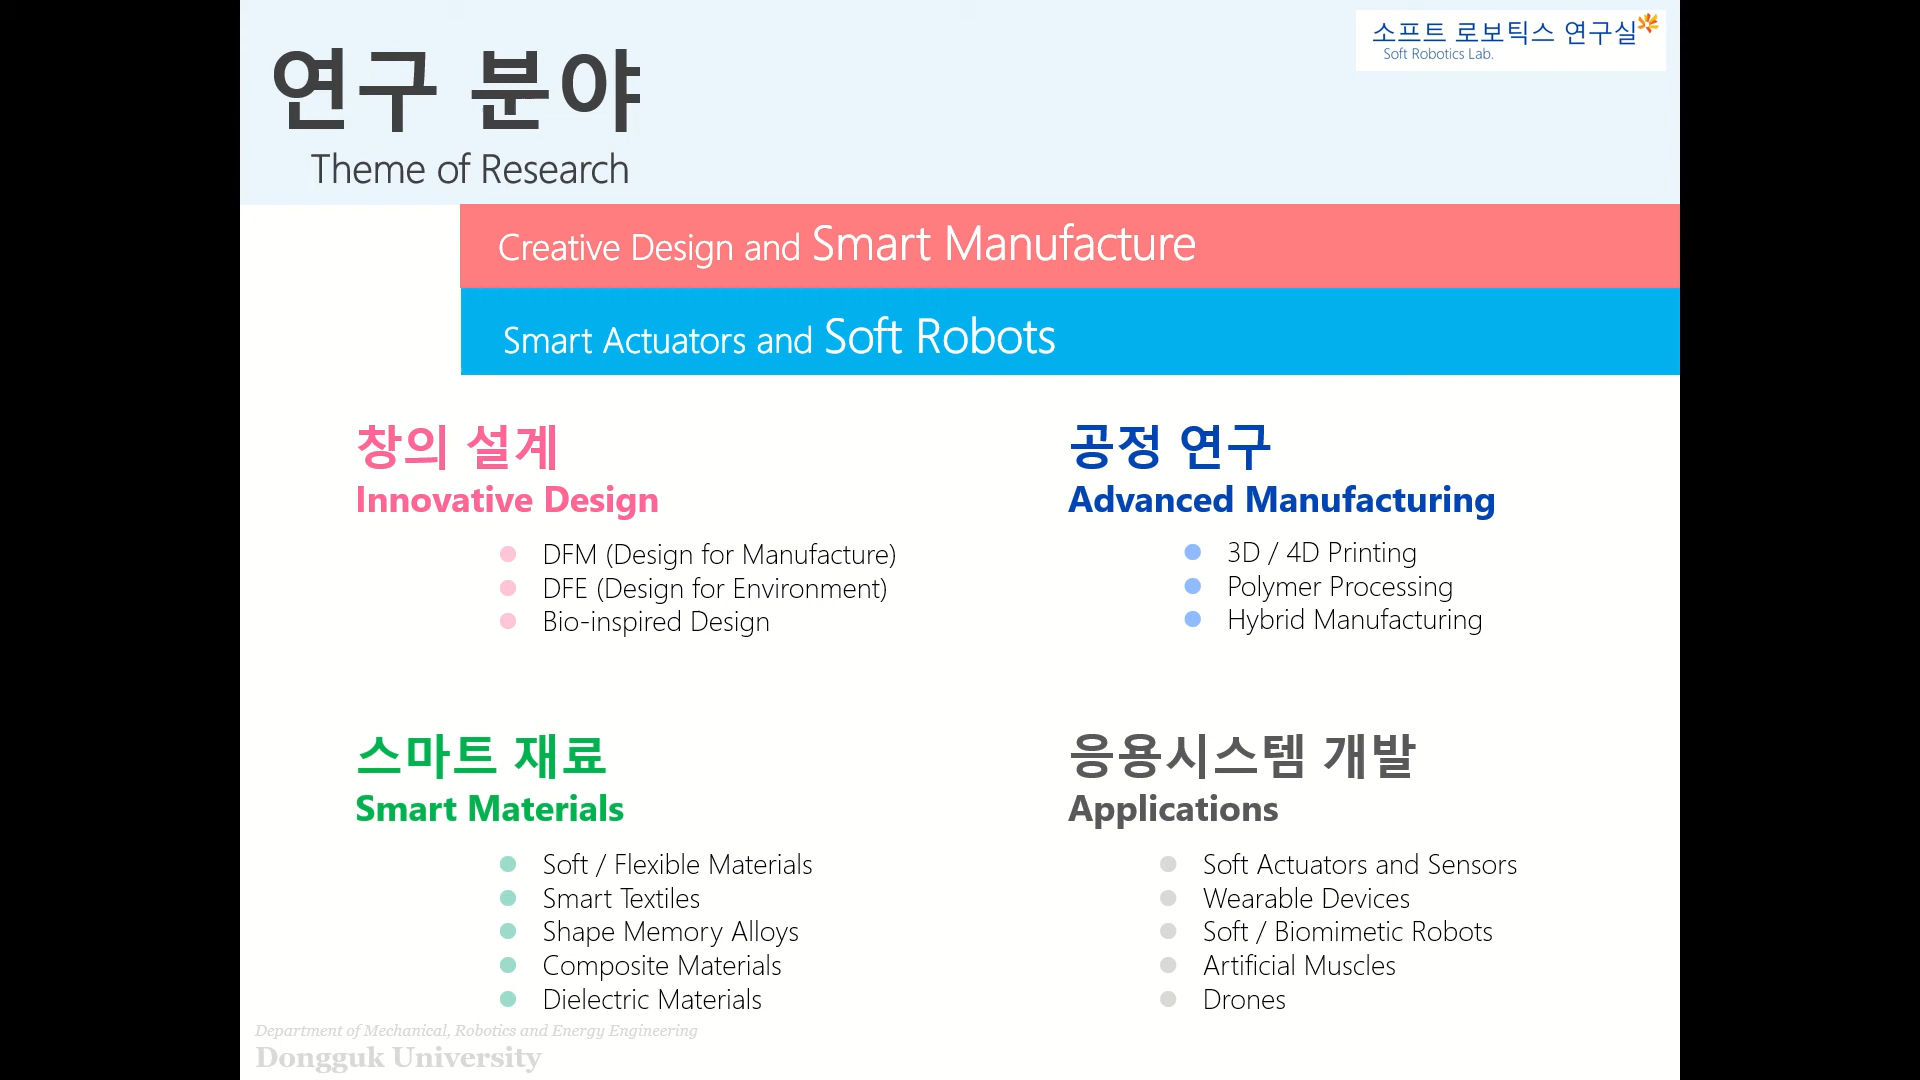 연구 분야
Theme of Research
소프트 로보틱스 연구실
Soft Robotics Lab.
Creative Design and Smart Manufacture
Smart Actuators and Soft Robots
창의 설계
Innovative Design
DFM (Design for Manufacture)
DFE (Design for Environment)
Bio-inspired Design
공정 연구
Advanced Manufacturing
3D / 4D Printing
Polymer Processing
Hybrid Manufacturing
스마트 재료
Smart Materials
Soft / Flexible Materials
Smart Textiles
Shape Memory Alloys
Composite Materials
Dielectric Materials
응용시스템 개발
Applications
Soft Actuators and Sensors
Wearable Devices
Soft / Biomimetic Robots
Artificial Muscles
Drones
Department of Mechanical, Robotics and Energy Engineering
Dongguk University